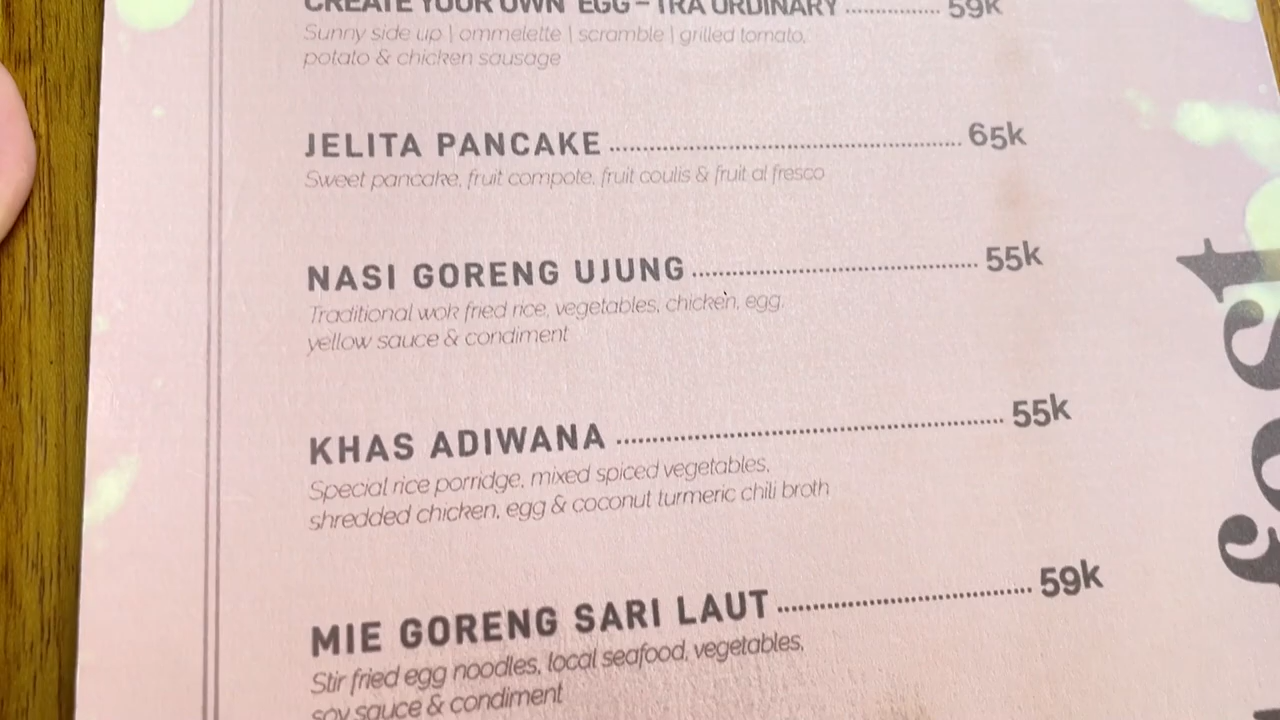 CREATE YOUR OWN EGG - TRA ORDINARY .................. 59K
Sunny side up | ommelette | scramble | grilled tomato,
potato & chicken sausage
JELITA PANCAKE .................. 65k
Sweet pancake, fruit compote, fruit coulis & fruit al fresco
NASI GORENG UJUNG .................. 55k
Traditional wok fried rice, vegetables, chicken, egg,
yellow sauce & condiment
KHAS ADIWANA .................. 55k
Special rice porridge, mixed spiced vegetables,
shredded chicken, egg & coconut turmeric chili broth
MIE GORENG SARI LAUT .................. 59k
Stir fried egg noodles, local seafood, vegetables,
soy sauce & condiment